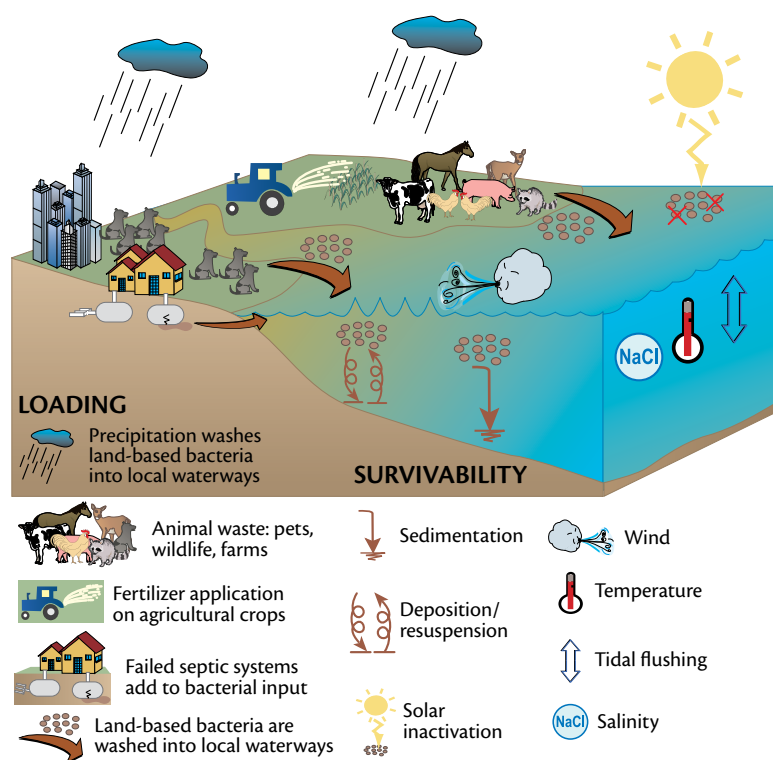 NaCl
LOADING
Precipitation washes
land-based bacteria
into local waterways
SURVIVABILITY
Animal waste: pets,
wildlife, farms
Fertilizer application
on agricultural crops
Failed septic systems
add to bacterial input
Land-based bacteria are
washed into local waterways
Sedimentation
Deposition/
resuspension
Solar
inactivation
Wind
Temperature
Tidal flushing
NaCl
Salinity